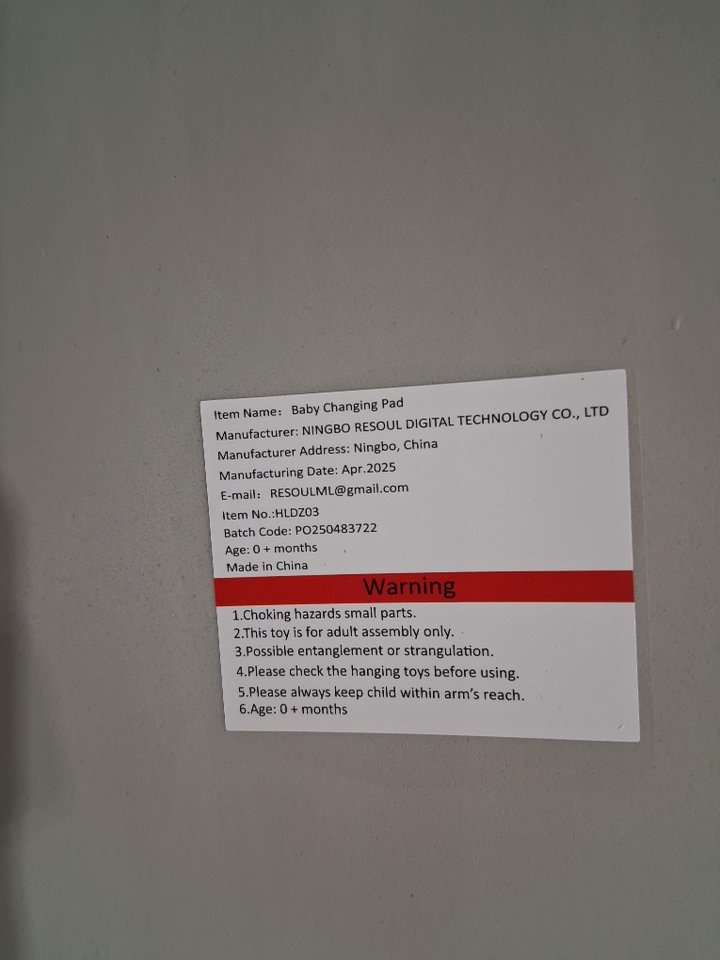 Item Name: Baby Changing Pad
Manufacturer: NINGBO RESOUL DIGITAL TECHNOLOGY CO., LTD
Manufacturer Address: Ningbo, China
Manufacturing Date: Apr.2025
E-mail: RESOULML@gmail.com
Item No.:HLDZ03
Batch Code: PO250483722
Age: 0 + months
Made in China
Warning
1.Choking hazards small parts.
2.This toy is for adult assembly only.
3.Possible entanglement or strangulation.
4.Please check the hanging toys before using.
5.Please always keep child within arm's reach.
6.Age: 0 + months